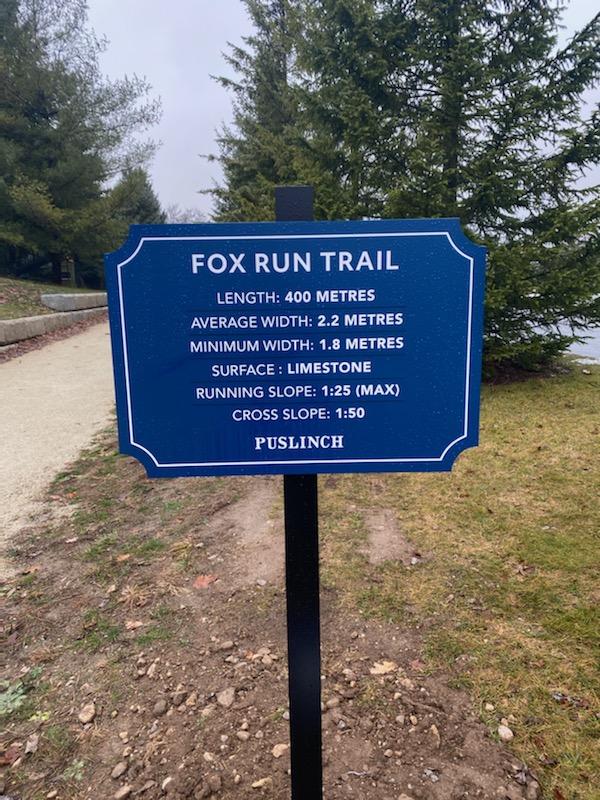 FOX RUN TRAIL
LENGTH: 400 METRES
AVERAGE WIDTH: 2.2 METRES
MINIMUM WIDTH: 1.8 METRES
SURFACE : LIMESTONE
RUNNING SLOPE: 1:25 (MAX)
CROSS SLOPE: 1:50
PUSLINCH